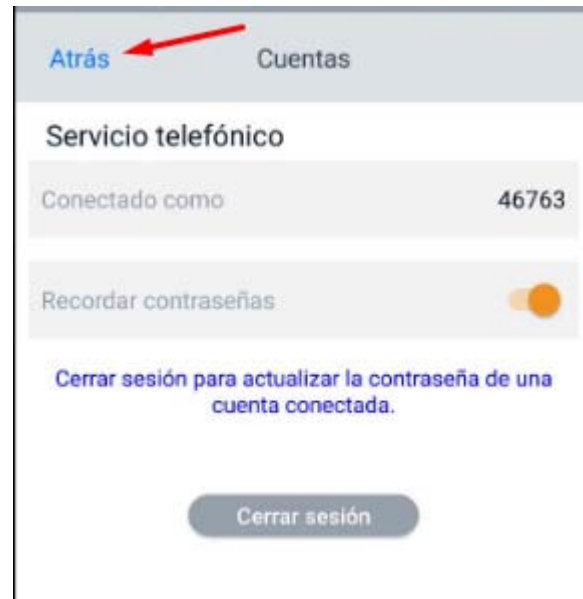 Atrás Cuentas
Servicio telefónico
Conectado como 46763
Recordar contraseñas
Cerrar sesión para actualizar la contraseña de una
cuenta conectada.
Cerrar sesión